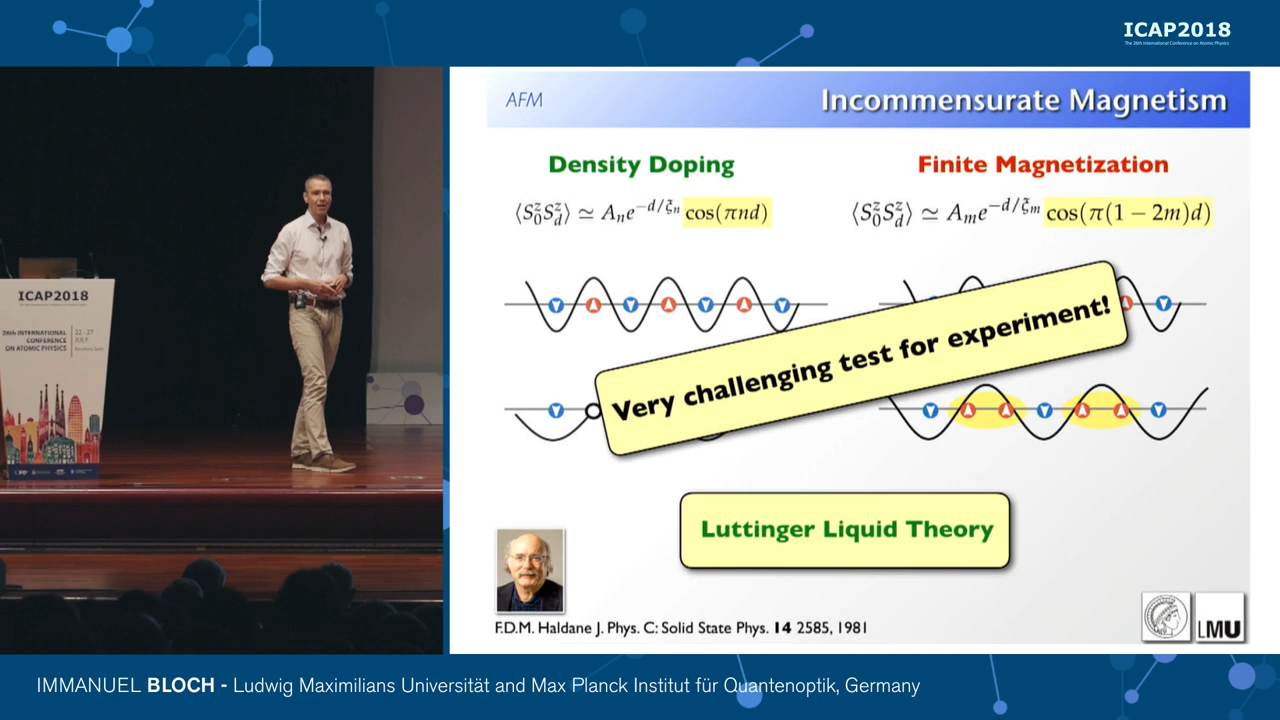 ICAP2018
The 26th International Conference on Atomic Physics
AFM
Incommensurate Magnetism
Density Doping
Finite Magnetization
⟨S₀ᶻS_dᶻ⟩ ≃ Aₙe^{−d/ξₙ} cos(πnd)
⟨S₀ᶻS_dᶻ⟩ ≃ Aₘe^{−d/ξₘ} cos(π(1 − 2m)d)
Very challenging test for experiment!
Luttinger Liquid Theory
F.D.M. Haldane J. Phys. C: Solid State Phys. 14 2585, 1981
LMU
ICAP2018
26th INTERNATIONAL
CONFERENCE
ON ATOMIC PHYSICS
22 - 27
JULY
IMMANUEL BLOCH - Ludwig Maximilians Universität and Max Planck Institut für Quantenoptik, Germany